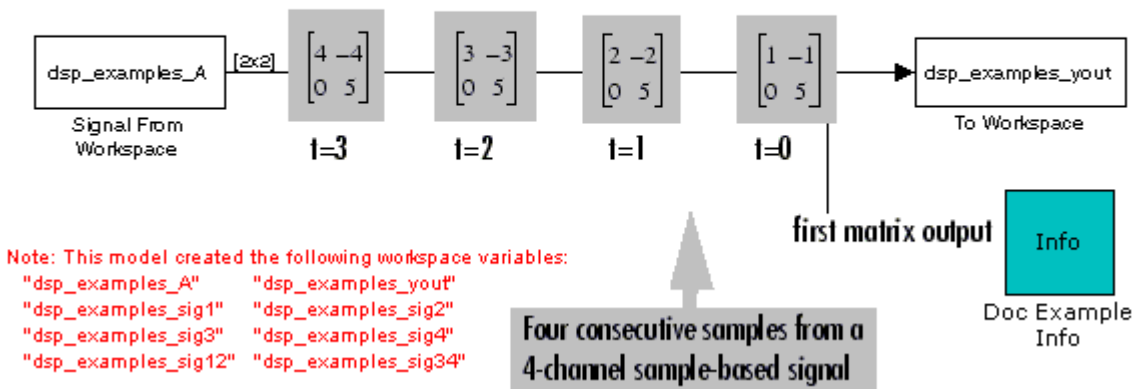 dsp_examples_A
[2x2]
4 -4
0 5
3 -3
0 5
2 -2
0 5
1 -1
0 5
dsp_examples_yout
Signal From
Workspace
t=3
t=2
t=1
t=0
To Workspace
first matrix output
Info
Doc Example
Info
Note: This model created the following workspace variables:
"dsp_examples_A" "dsp_examples_yout"
"dsp_examples_sig1" "dsp_examples_sig2"
"dsp_examples_sig3" "dsp_examples_sig4"
"dsp_examples_sig12" "dsp_examples_sig34"
Four consecutive samples from a
4-channel sample-based signal